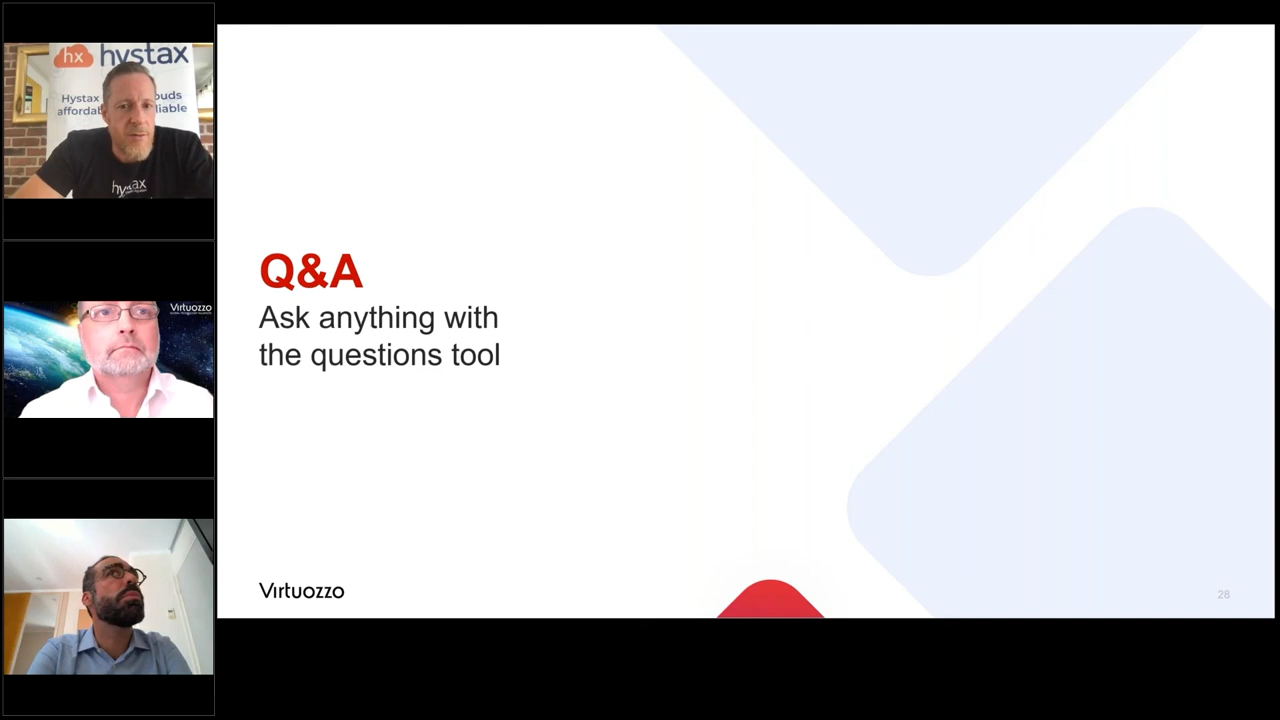 hx hystax
Hystax ouds
affordab liable
hystax
Virtuozzo
Q&A
Ask anything with
the questions tool
Virtuozzo
28